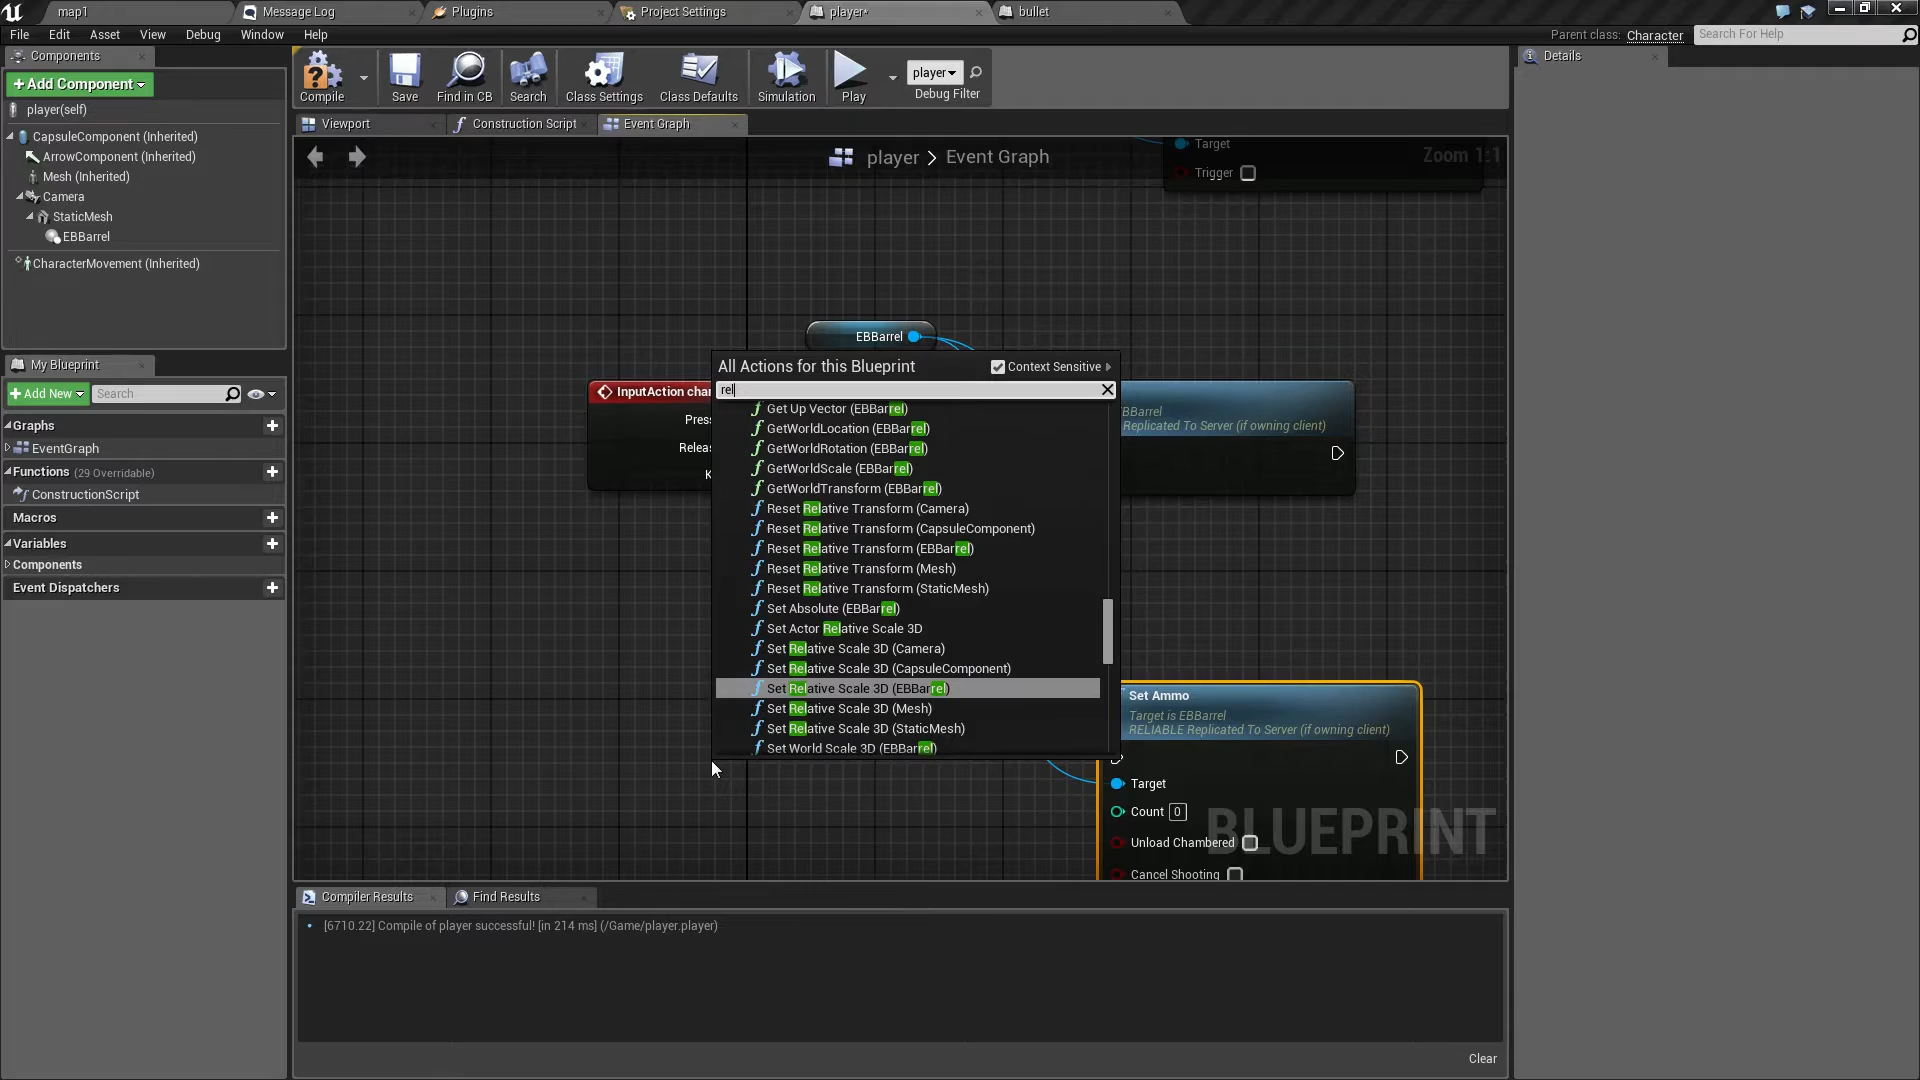 map1
Message Log
Plugins
Project Settings
player*
bullet
File Edit Asset View Debug Window Help
Parent class: Character
Search For Help
Components
+Add Component
player(self)
CapsuleComponent (Inherited)
ArrowComponent (Inherited)
Mesh (Inherited)
Camera
StaticMesh
EBBarrel
CharacterMovement (Inherited)
Compile
Save
Find in CB
Search
Class Settings
Class Defaults
Simulation
Play
player
Debug Filter
Details
Viewport
Construction Script
Event Graph
player > Event Graph
Zoom 1:1
Target
Trigger
My Blueprint
+Add New
Search
Graphs
EventGraph
Functions (29 Overridable)
ConstructionScript
Macros
Variables
Components
Event Dispatchers
EBBarrel
InputAction char
Press
Releas
K
All Actions for this Blueprint
Context Sensitive
rel
Get Up Vector (EBBarrel)
GetWorldLocation (EBBarrel)
GetWorldRotation (EBBarrel)
GetWorldScale (EBBarrel)
GetWorldTransform (EBBarrel)
Reset Relative Transform (Camera)
Reset Relative Transform (CapsuleComponent)
Reset Relative Transform (EBBarrel)
Reset Relative Transform (Mesh)
Reset Relative Transform (StaticMesh)
Set Absolute (EBBarrel)
Set Actor Relative Scale 3D
Set Relative Scale 3D (Camera)
Set Relative Scale 3D (CapsuleComponent)
Set Relative Scale 3D (EBBarrel)
Set Relative Scale 3D (Mesh)
Set Relative Scale 3D (StaticMesh)
Set World Scale 3D (EBBarrel)
BBarrel
Replicated To Server (if owning client)
Set Ammo
Target is EBBarrel
RELIABLE Replicated To Server (if owning client)
Target
Count 0
Unload Chambered
Cancel Shooting
BLUEPRINT
Compiler Results
Find Results
[6710.22] Compile of player successful! [in 214 ms] (/Game/player.player)
Clear